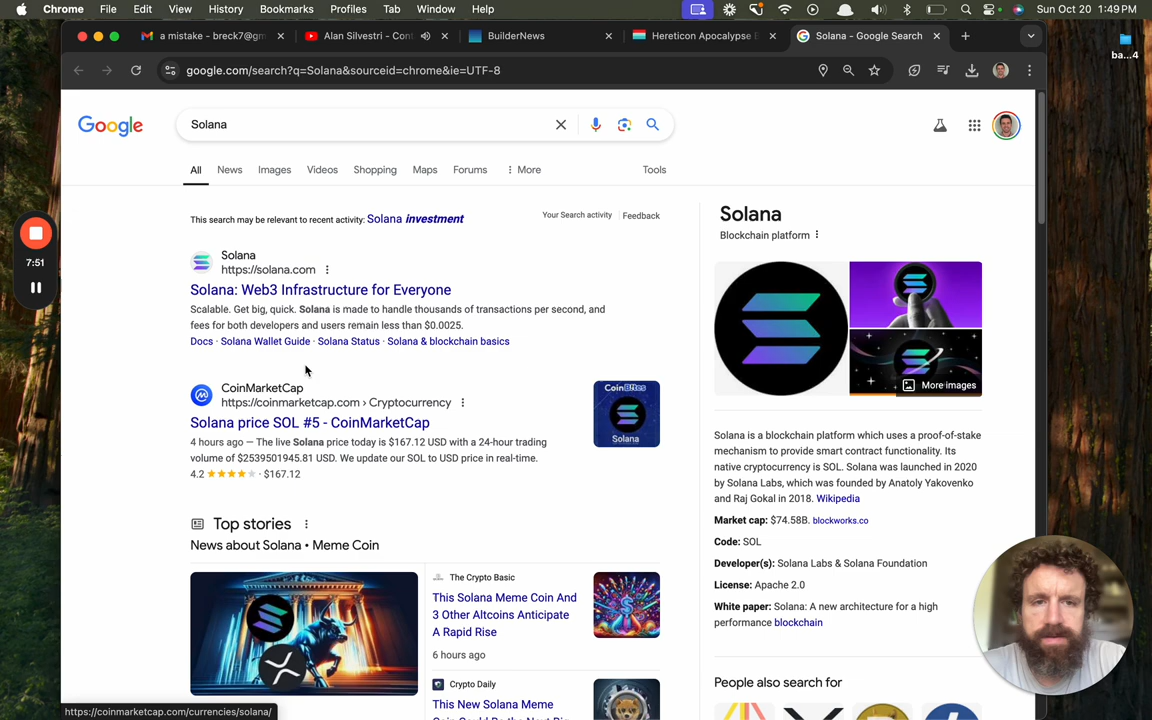 Chrome File Edit View History Bookmarks Profiles Tab Window Help
Sun Oct 20 1:49 PM
a mistake - breck7@gm
Alan Silvestri - Cont
BuilderNews
Hereticon Apocalypse
Solana - Google Search
ba...4
google.com/search?q=Solana&sourceid=chrome&ie=UTF-8
Google
Solana
All News Images Videos Shopping Maps Forums More Tools
This search may be relevant to recent activity: Solana investment
Your Search activity Feedback
7:51
Solana
https://solana.com
Solana: Web3 Infrastructure for Everyone
Scalable. Get big, quick. Solana is made to handle thousands of transactions per second, and
fees for both developers and users remain less than $0.0025.
Docs · Solana Wallet Guide · Solana Status · Solana & blockchain basics
CoinMarketCap
https://coinmarketcap.com › Cryptocurrency
Solana price SOL #5 - CoinMarketCap
4 hours ago — The live Solana price today is $167.12 USD with a 24-hour trading
volume of $2539501945.81 USD. We update our SOL to USD price in real-time.
4.2 ★★★★★ · $167.12
CoinBites
Solana
Top stories
News about Solana • Meme Coin
The Crypto Basic
This Solana Meme Coin And
3 Other Altcoins Anticipate
A Rapid Rise
6 hours ago
Crypto Daily
This New Solana Meme
https://coinmarketcap.com/currencies/solana/
Solana
Blockchain platform
More images
Solana is a blockchain platform which uses a proof-of-stake
mechanism to provide smart contract functionality. Its
native cryptocurrency is SOL. Solana was launched in 2020
by Solana Labs, which was founded by Anatoly Yakovenko
and Raj Gokal in 2018. Wikipedia
Market cap: $74.58B. blockworks.co
Code: SOL
Developer(s): Solana Labs & Solana Foundation
License: Apache 2.0
White paper: Solana: A new architecture for a high
performance blockchain
People also search for